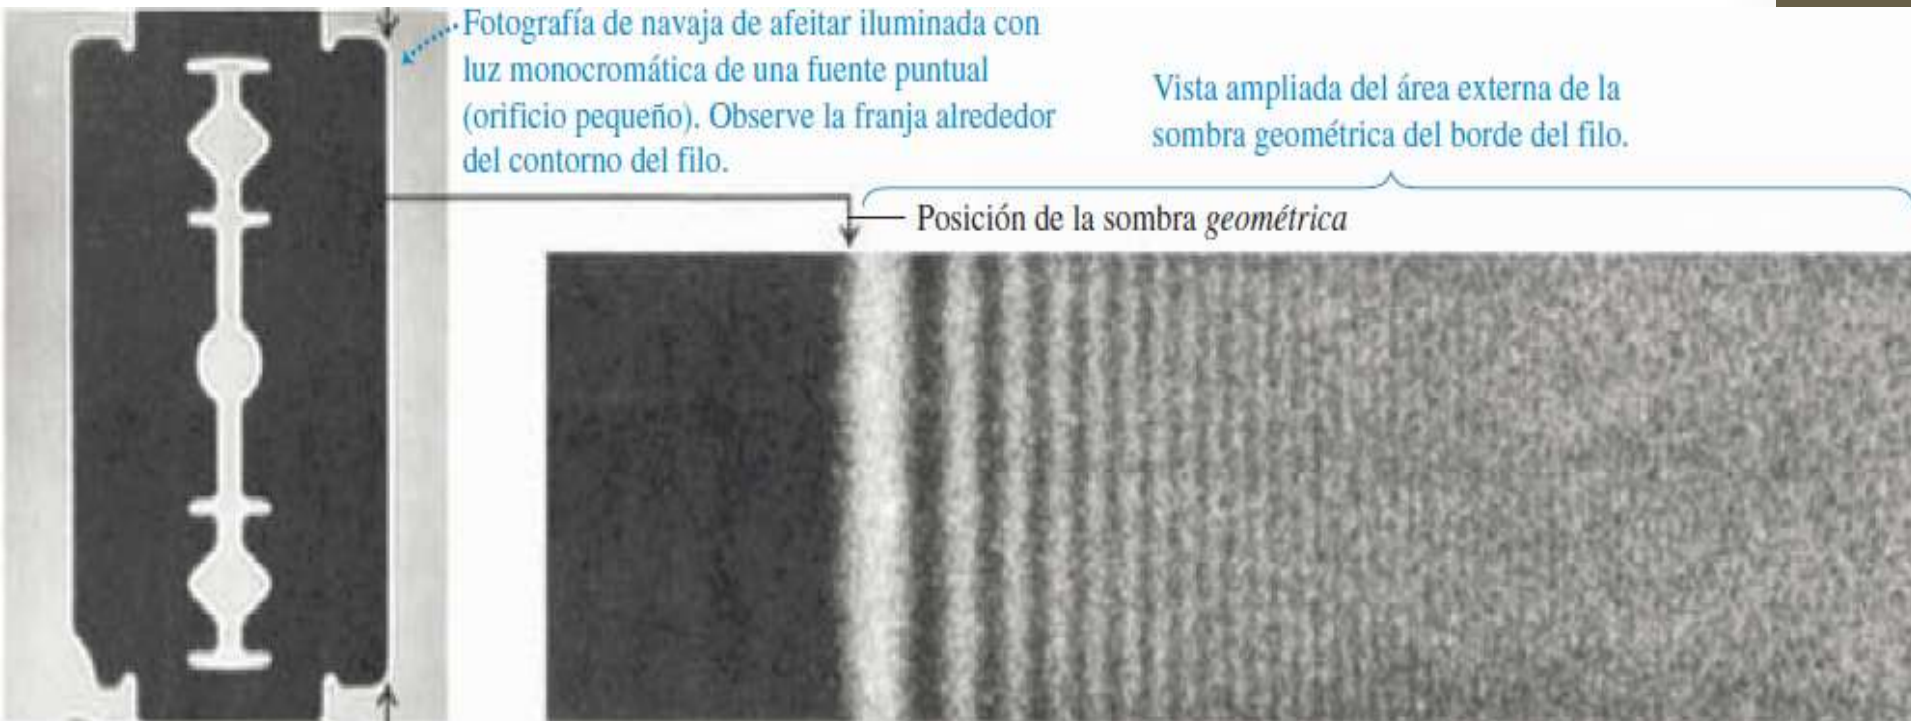 Fotografía de navaja de afeitar iluminada con
luz monocromática de una fuente puntual
(orificio pequeño). Observe la franja alrededor
del contorno del filo.
Vista ampliada del área externa de la
sombra geométrica del borde del filo.
Posición de la sombra geométrica